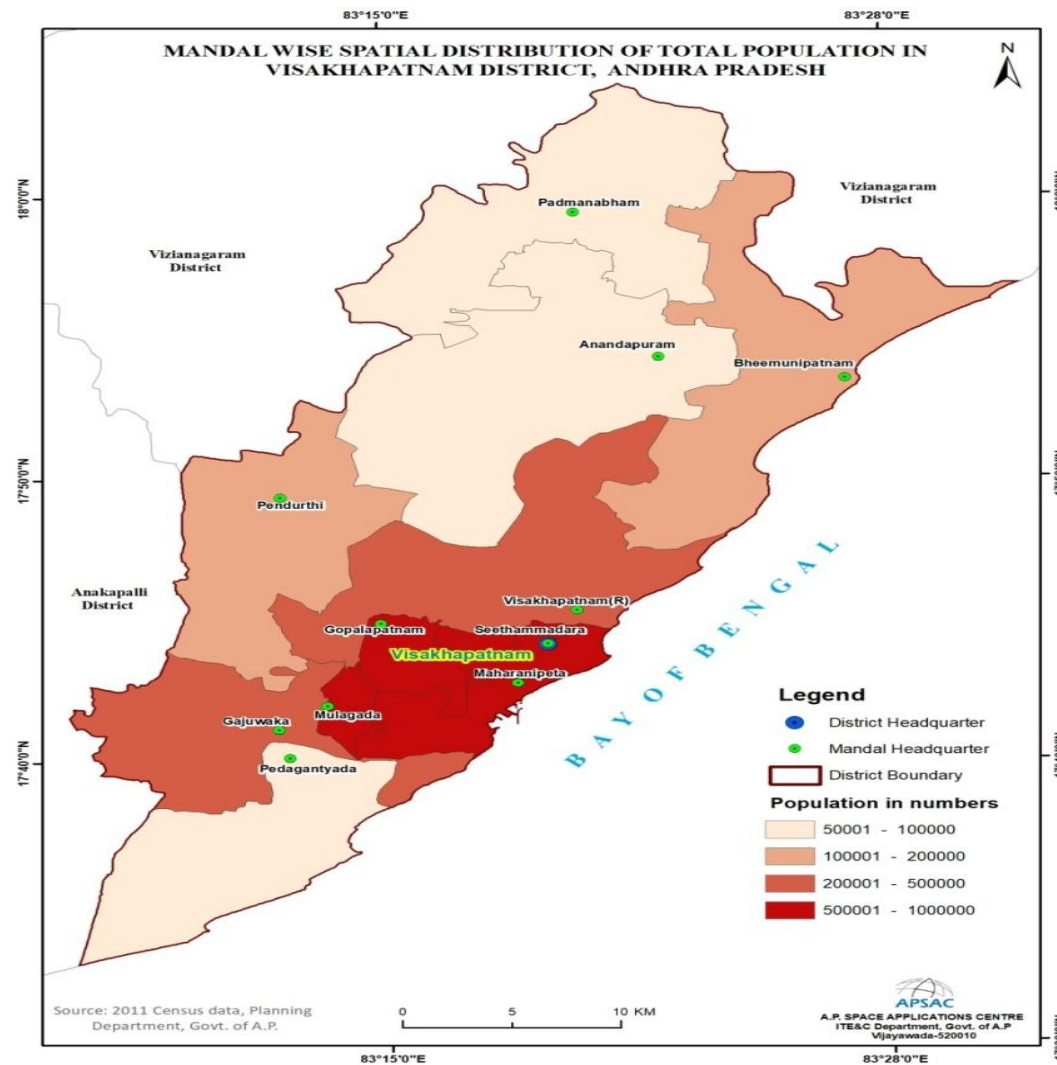 83°15'0"E
83°28'0"E
MANDAL WISE SPATIAL DISTRIBUTION OF TOTAL POPULATION IN
VISAKHAPATNAM DISTRICT, ANDHRA PRADESH
N
18°0'0"N
Vizianagaram
District
Padmanabham
Vizianagaram
District
Anandapuram
Bheemunipatnam
17°50'0"N
Pendurthi
Anakapalli
District
Visakhapatnam(R)
Gopalapatnam
Seethammadara
Visakhapatnam
Maharanipeta
Mulagada
Gajuwaka
Pedagantyada
17°40'0"N
BAY OF BENGAL
Legend
District Headquarter
Mandal Headquarter
District Boundary
Population in numbers
50001 - 100000
100001 - 200000
200001 - 500000
500001 - 1000000
Source: 2011 Census data, Planning
Department, Govt. of A.P.
0 5 10 KM
APSAC
A.P. SPACE APPLICATIONS CENTRE
ITE&C Department, Govt. of A.P
Vijayawada-520010
83°15'0"E
83°28'0"E